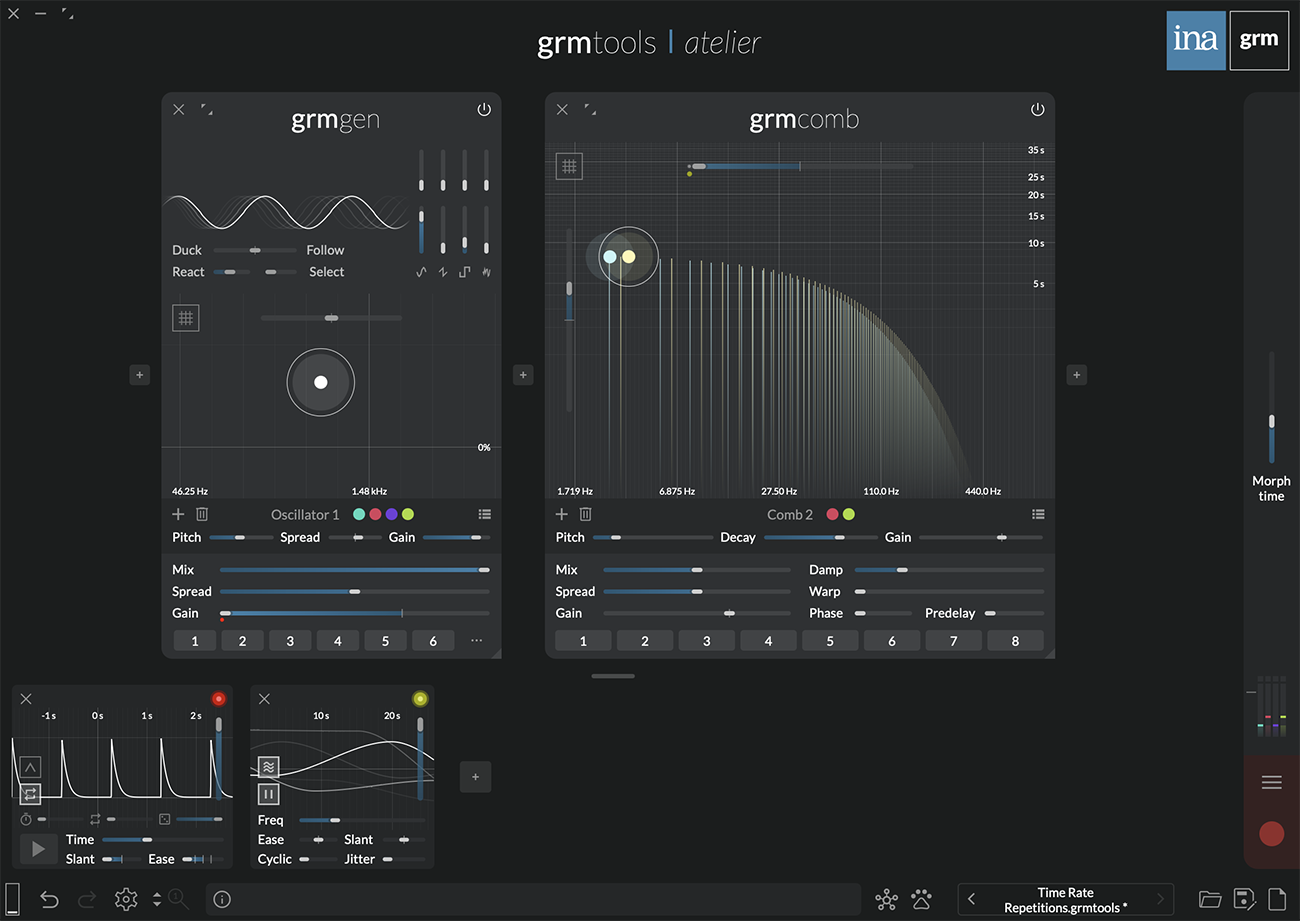 grmtools | atelier
ina grm
grmgen
Duck Follow
React Select
0%
46.25 Hz 1.48 kHz
Oscillator 1
Pitch Spread Gain
Mix
Spread
Gain
1 2 3 4 5 6 ...
grmcomb
35 s
25 s
20 s
15 s
10 s
5 s
1.719 Hz 6.875 Hz 27.50 Hz 110.0 Hz 440.0 Hz
Comb 2
Pitch Decay Gain
Mix Damp
Spread Warp
Gain Phase Predelay
1 2 3 4 5 6 7 8
Morph
time
-1 s 0 s 1 s 2 s
Time
Slant Ease
10 s 20 s
Freq
Ease Slant
Cyclic Jitter
1
Time Rate
Repetitions.grmtools *